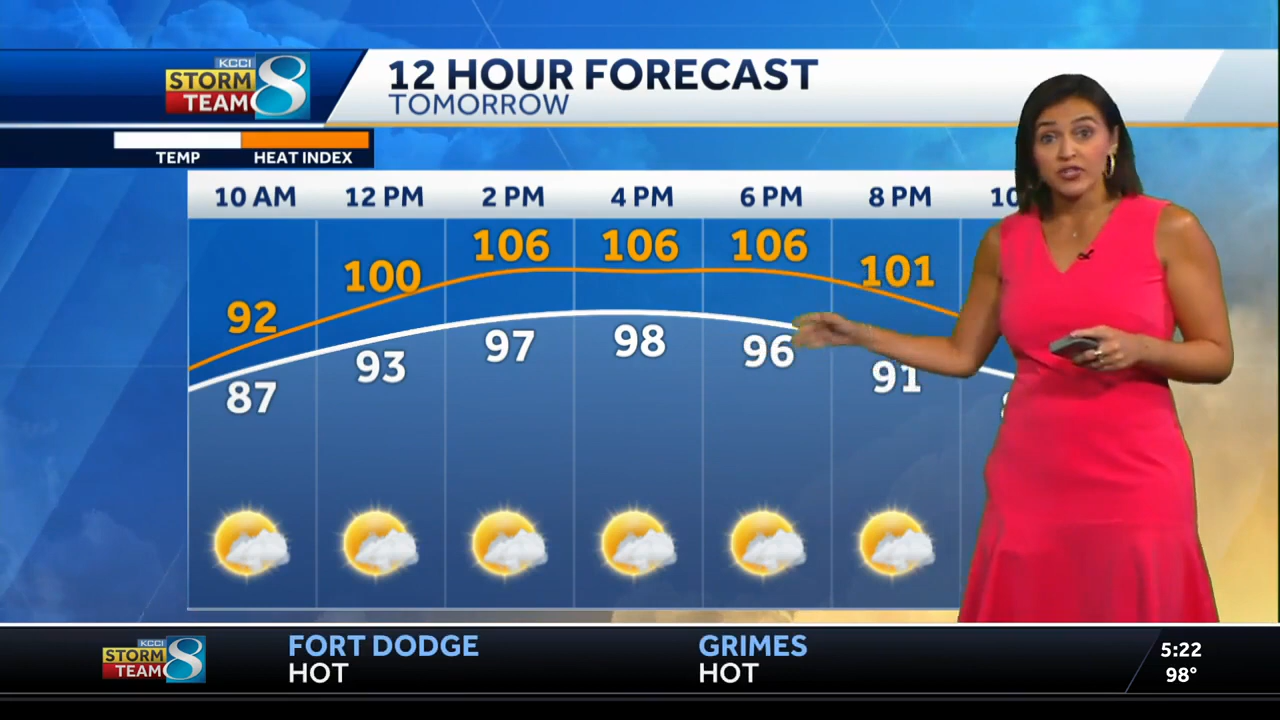 KCCI
STORM
TEAM
8
12 HOUR FORECAST
TOMORROW
TEMP HEAT INDEX
10 AM 12 PM 2 PM 4 PM 6 PM 8 PM 10
92 100 106 106 106 101
87 93 97 98 96 91
KCCI
STORM
TEAM
8
FORT DODGE
HOT
GRIMES
HOT
5:22
98°